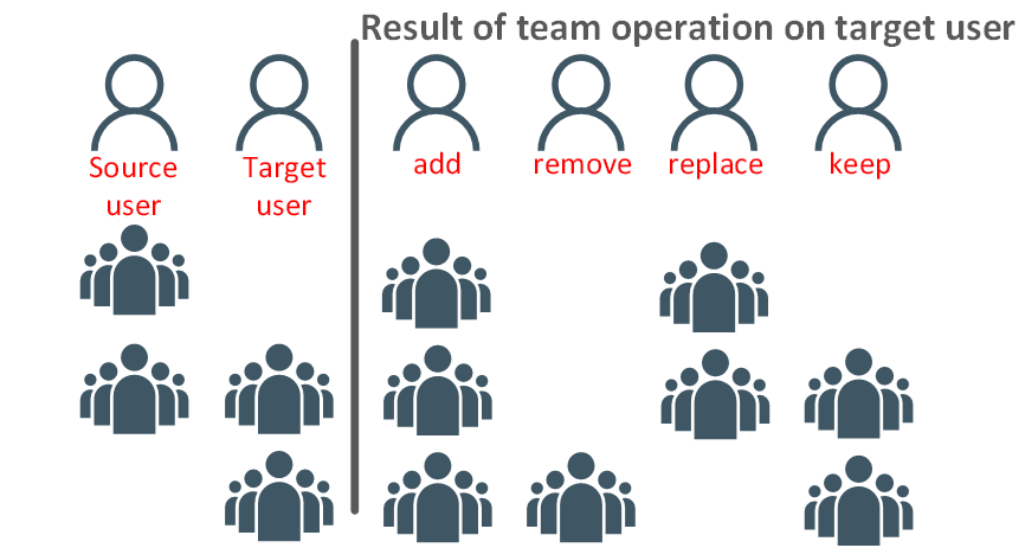 Result of team operation on target user
Source
user
Target
user
add
remove
replace
keep